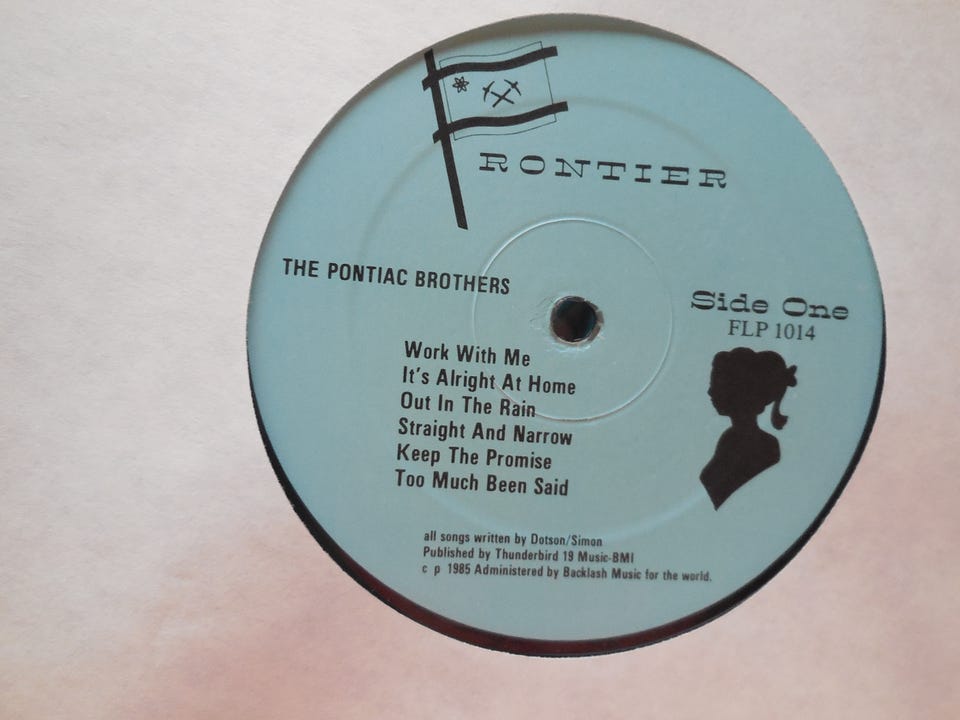 FRONTIER
THE PONTIAC BROTHERS
Side One
FLP 1014
Work With Me
It's Alright At Home
Out In The Rain
Straight And Narrow
Keep The Promise
Too Much Been Said
all songs written by Dotson/Simon
Published by Thunderbird 19 Music-BMI
c p 1985 Administered by Backlash Music for the world.